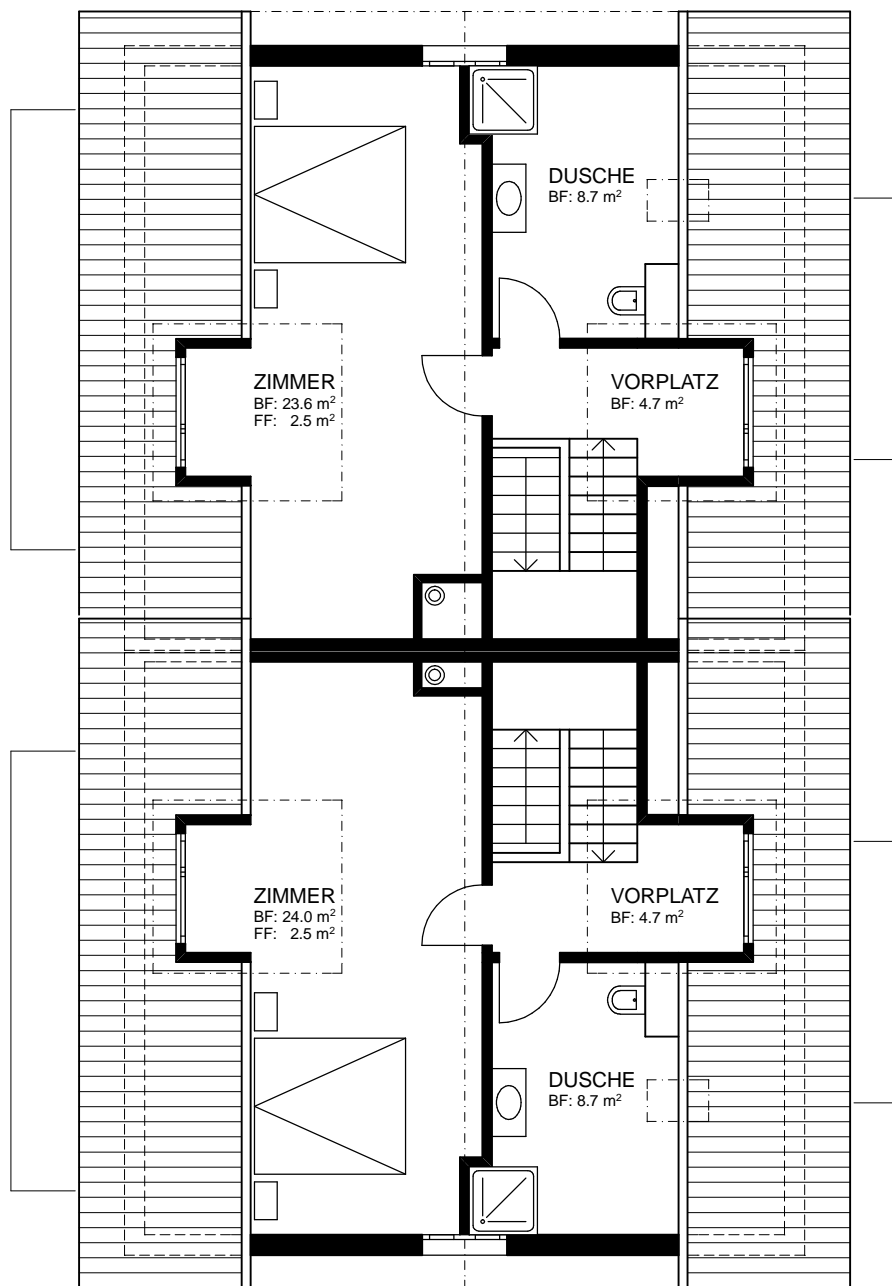 DUSCHE
BF: 8.7 m²
ZIMMER
BF: 23.6 m²
FF: 2.5 m²
VORPLATZ
BF: 4.7 m²
ZIMMER
BF: 24.0 m²
FF: 2.5 m²
VORPLATZ
BF: 4.7 m²
DUSCHE
BF: 8.7 m²